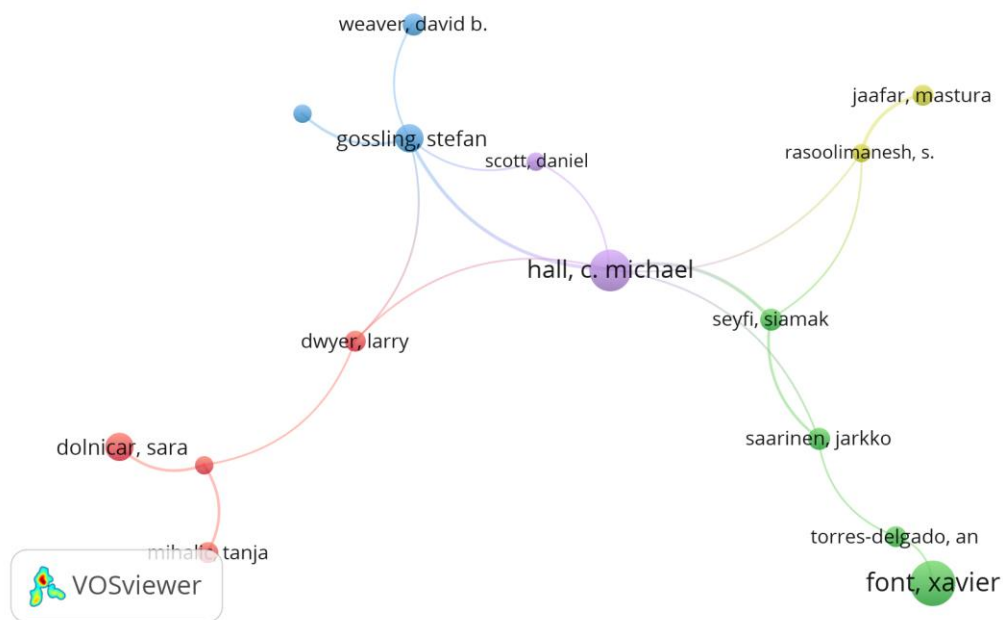 weaver, david b.
jaafar, mastura
gossling, stefan
scott, daniel
rasoolimanesh, s.
hall, c. michael
seyfi, siamak
dwyer, larry
saarinen, jarkko
dolnicar, sara
torres-delgado, an
mihalic, tanja
font, xavier
VOSviewer